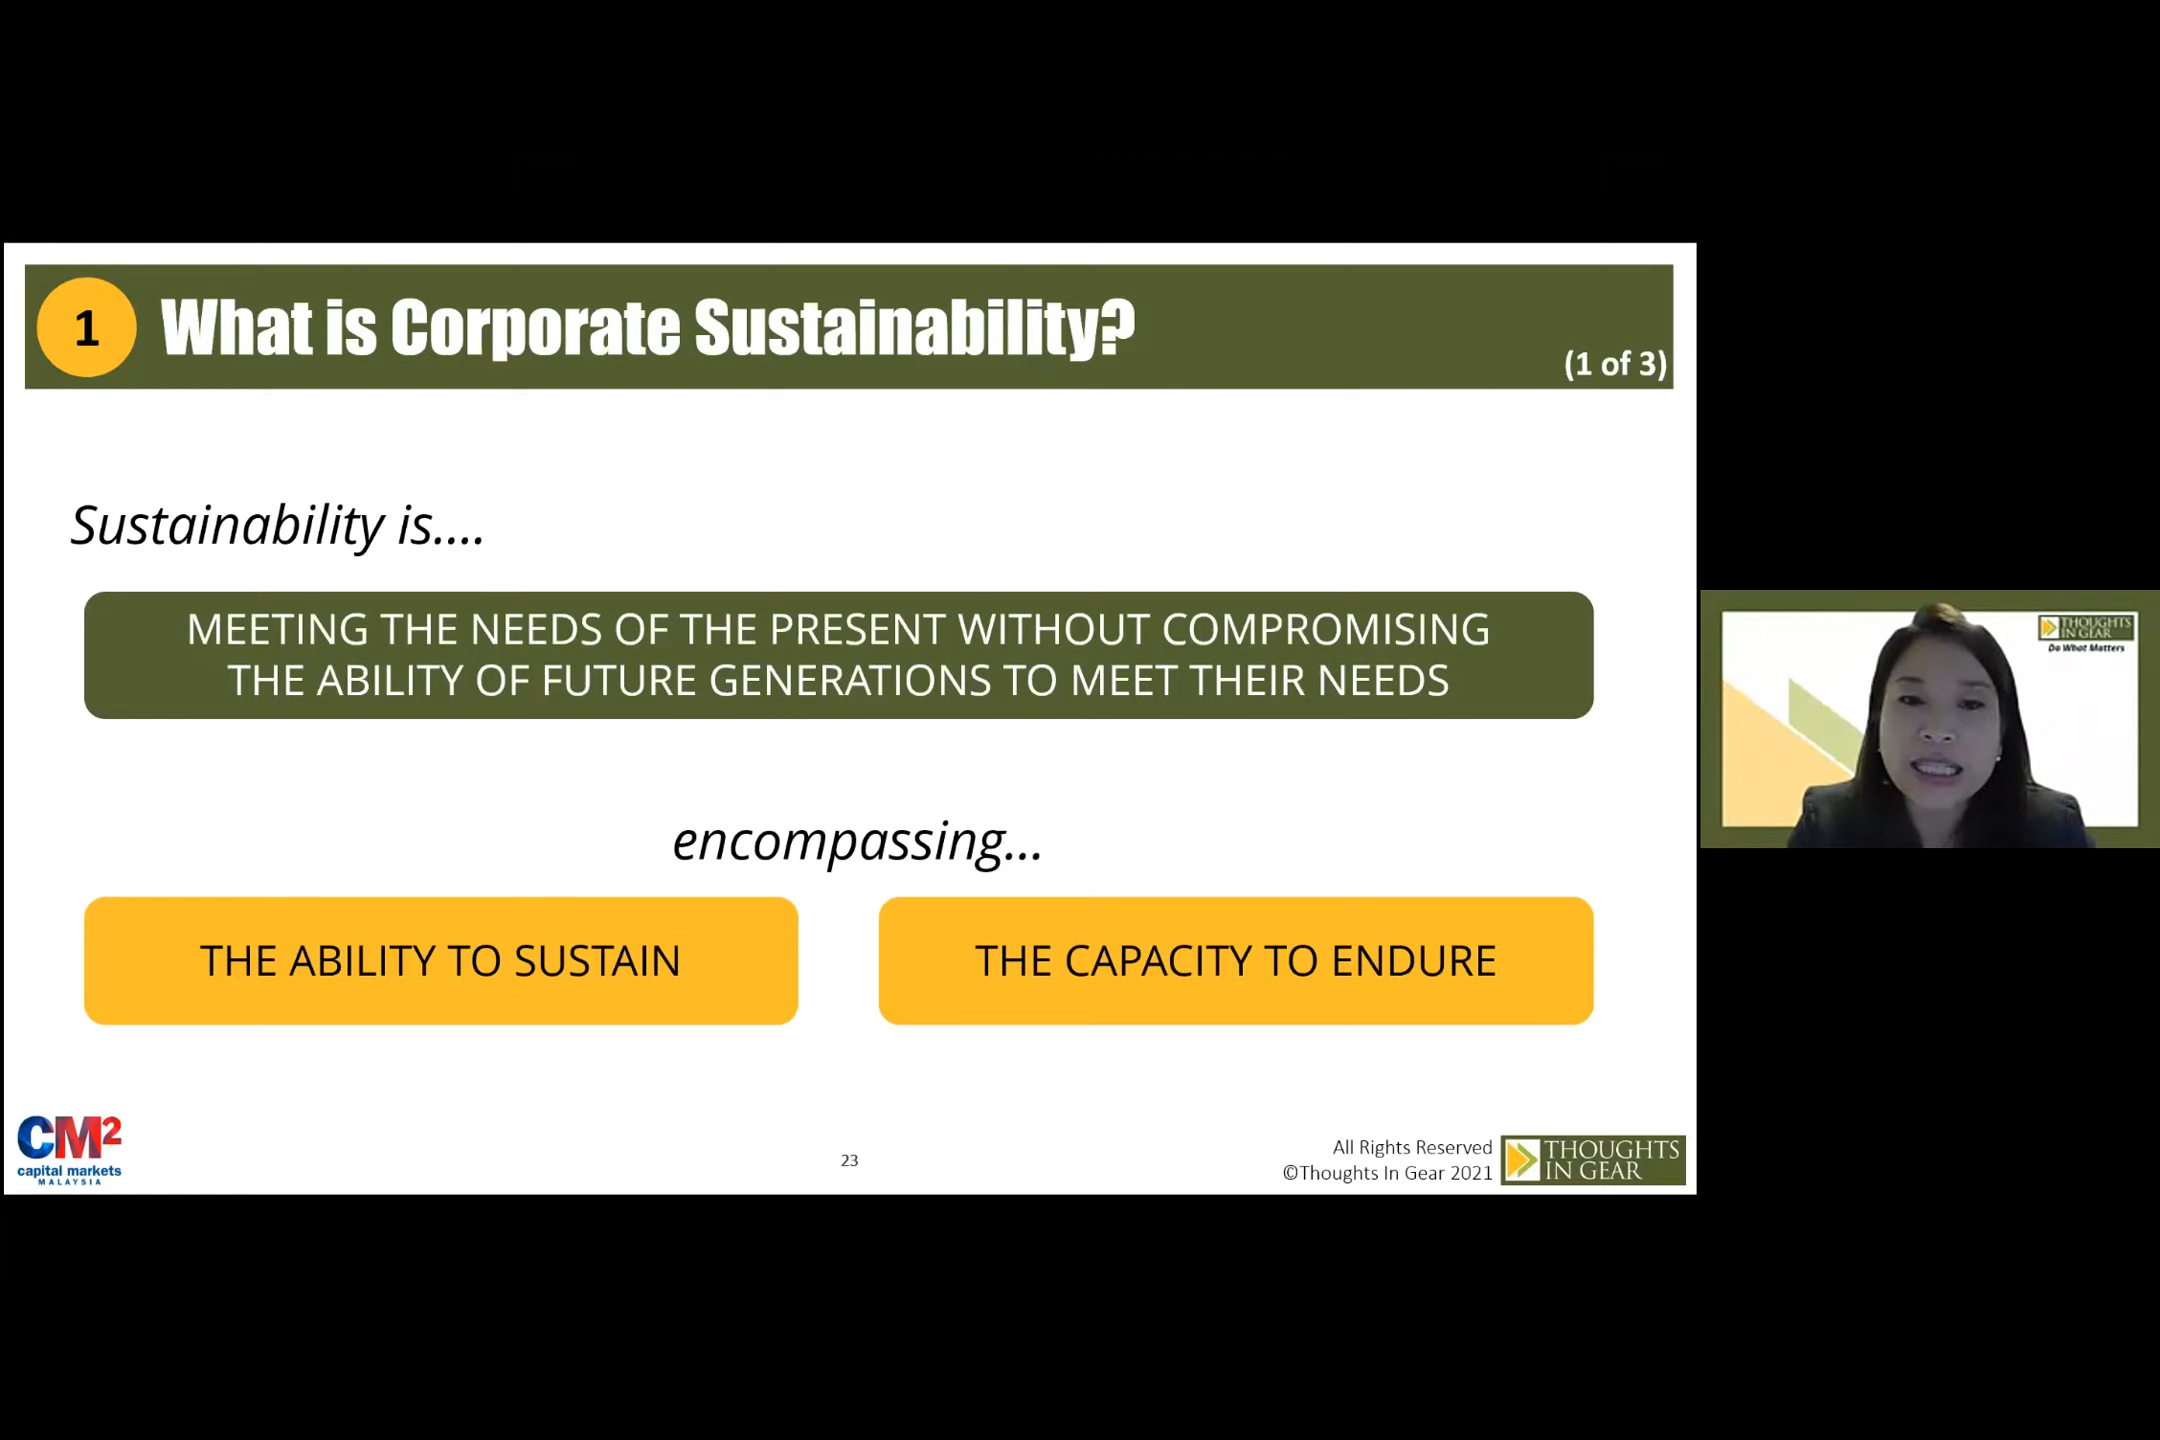 1 What is Corporate Sustainability?
(1 of 3)
Sustainability is....
MEETING THE NEEDS OF THE PRESENT WITHOUT COMPROMISING
THE ABILITY OF FUTURE GENERATIONS TO MEET THEIR NEEDS
encompassing...
THE ABILITY TO SUSTAIN
THE CAPACITY TO ENDURE
CM2
capital markets
MALAYSIA
23
All Rights Reserved
©Thoughts In Gear 2021
THOUGHTS
IN GEAR
THOUGHTS
IN GEAR
Do What Matters